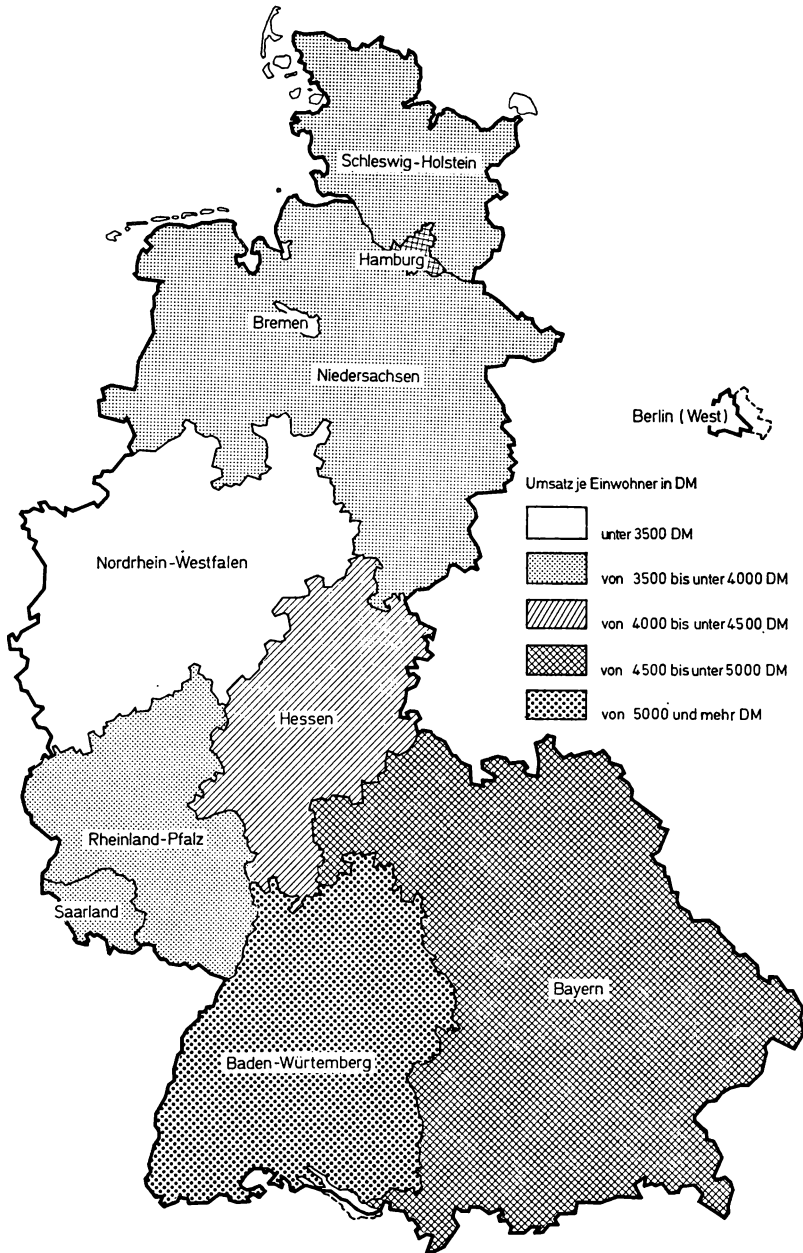 Schleswig-Holstein
Hamburg
Bremen
Niedersachsen
Berlin (West)
Umsatz je Einwohner in DM
unter 3500 DM
Nordrhein-Westfalen
von 3500 bis unter 4000 DM
von 4000 bis unter 4500 DM
von 4500 bis unter 5000 DM
von 5000 und mehr DM
Hessen
Rheinland-Pfalz
Saarland
Bayern
Baden-Würtemberg